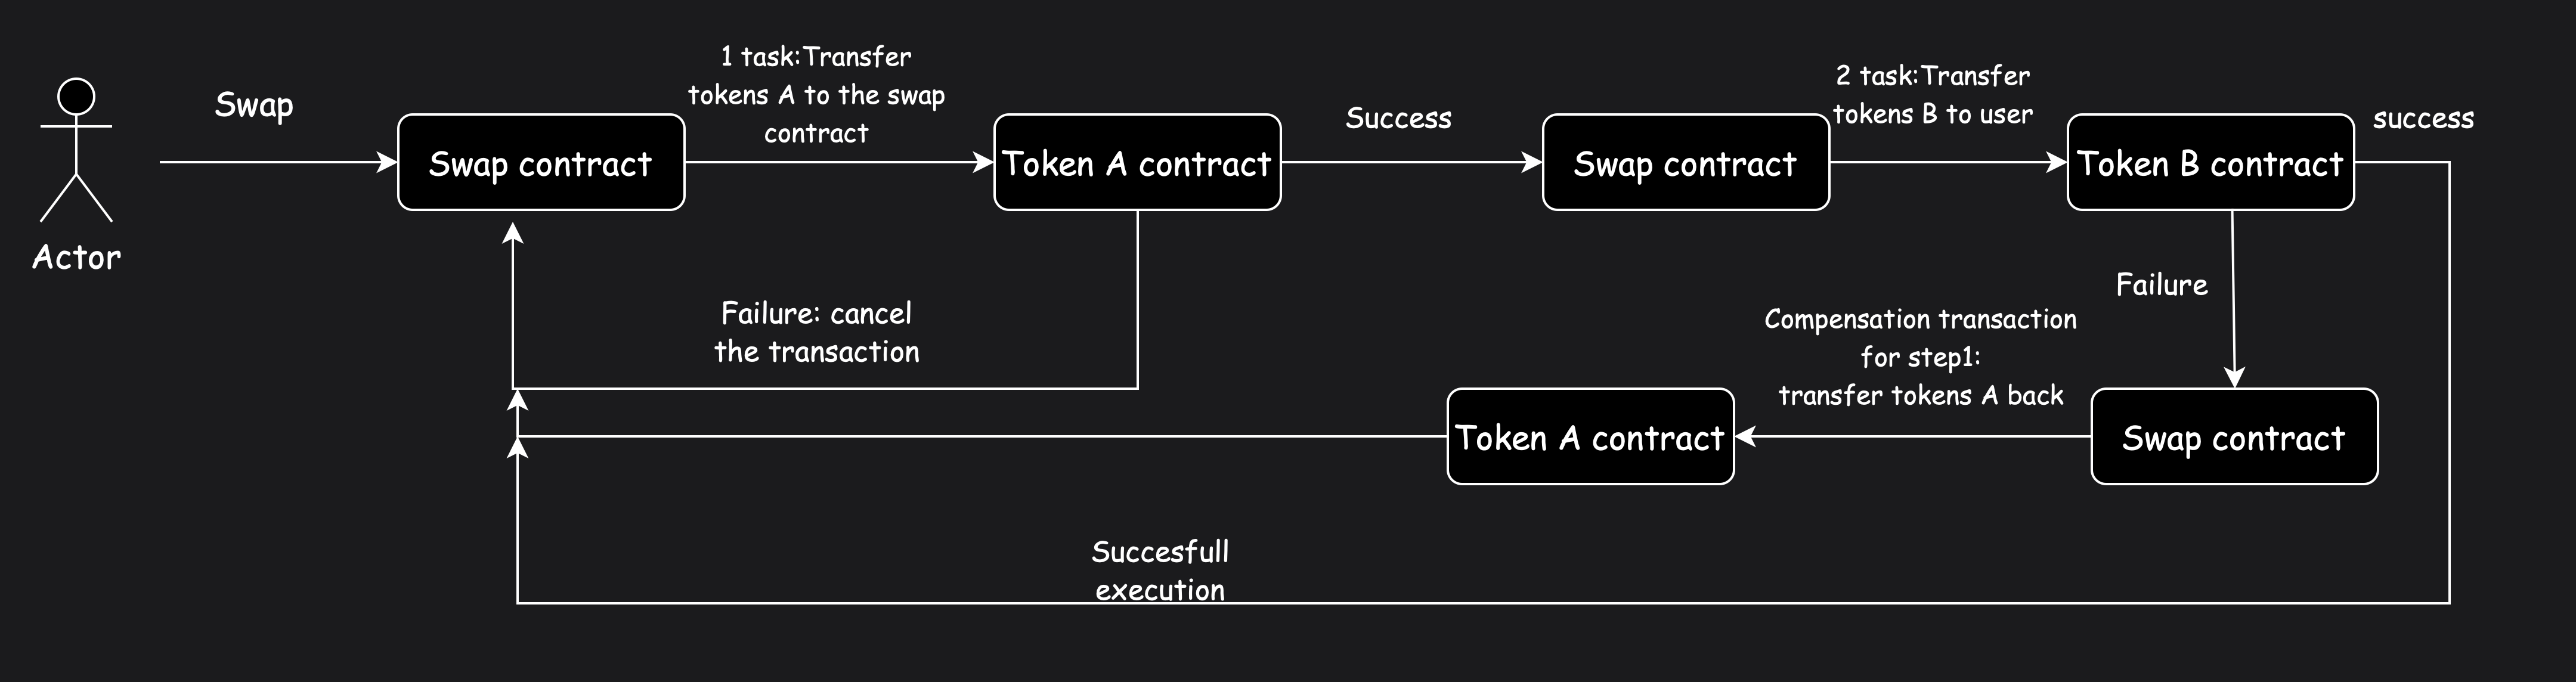 Swap
Actor
Swap contract
1 task:Transfer
tokens A to the swap
contract
Token A contract
Success
Swap contract
2 task:Transfer
tokens B to user
Token B contract
success
Failure: cancel
the transaction
Failure
Compensation transaction
for step1:
transfer tokens A back
Token A contract
Swap contract
Succesfull
execution